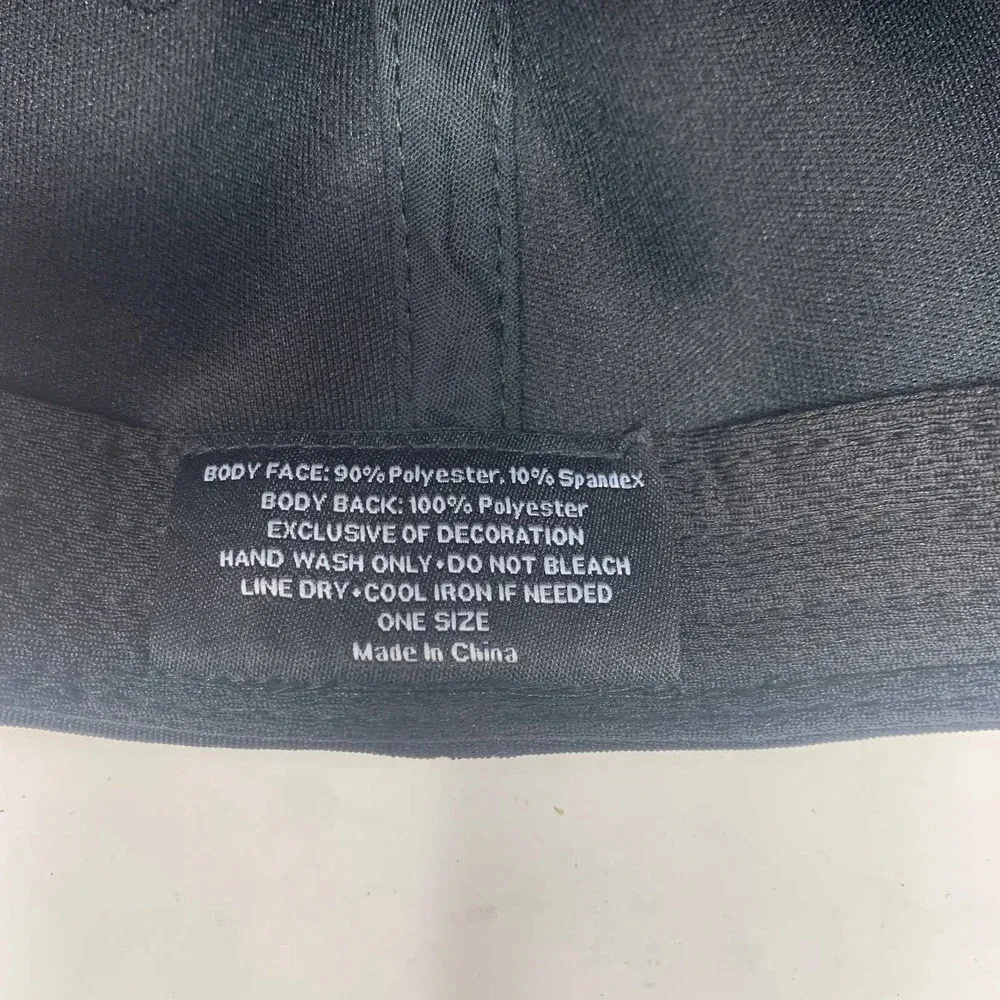 BODY FACE: 90% Polyester, 10% Spandex
BODY BACK: 100% Polyester
EXCLUSIVE OF DECORATION
HAND WASH ONLY•DO NOT BLEACH
LINE DRY•COOL IRON IF NEEDED
ONE SIZE
Made In China